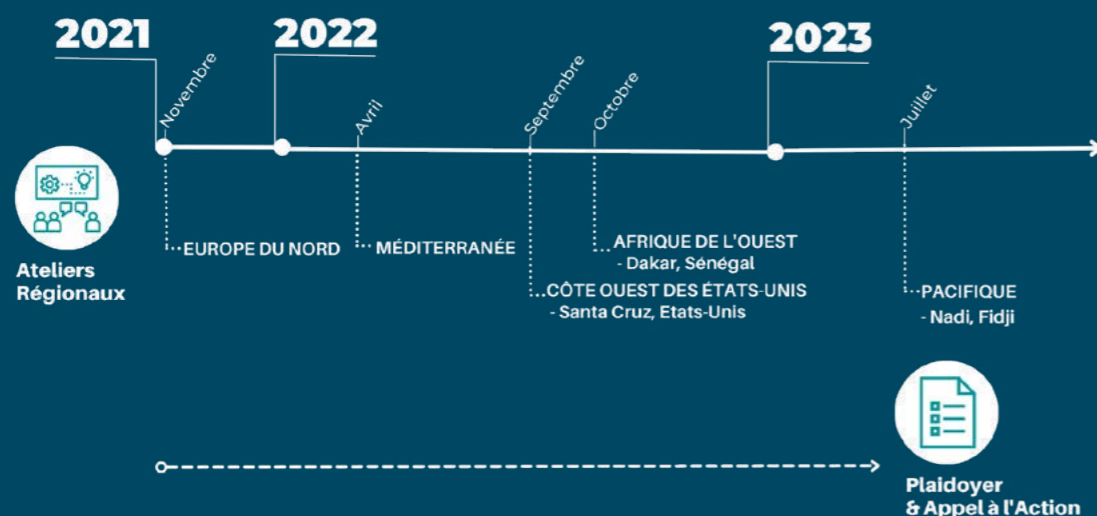 2021
2022
2023
Novembre
Avril
Septembre
Octobre
Juillet
Ateliers
Régionaux
EUROPE DU NORD
MÉDITERRANÉE
AFRIQUE DE L'OUEST
- Dakar, Sénégal
CÔTE OUEST DES ÉTATS-UNIS
- Santa Cruz, Etats-Unis
PACIFIQUE
- Nadi, Fidji
Plaidoyer
& Appel à l'Action